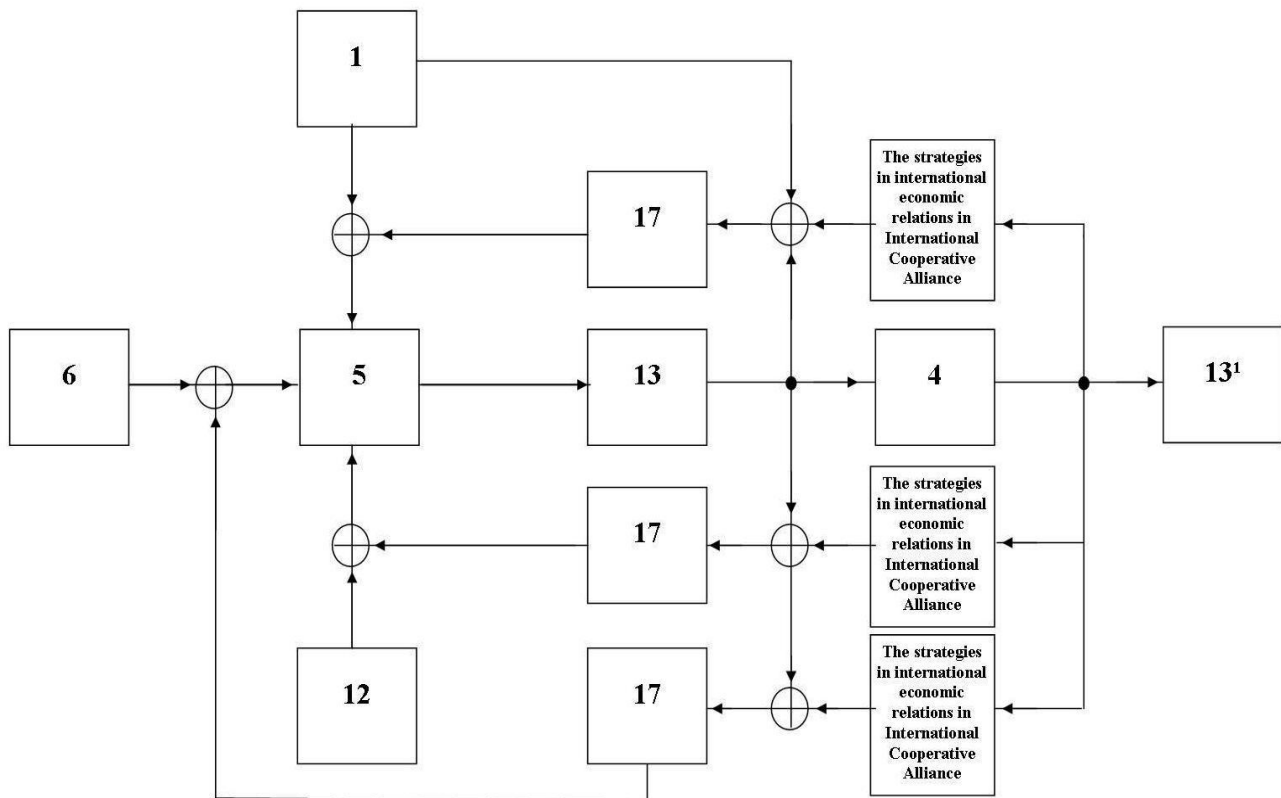 1
The strategies
in international
economic
relations in
International
Cooperative
Alliance
17
6
5
13
4
13¹
The strategies
in international
economic
relations in
International
Cooperative
Alliance
17
12
17
The strategies
in international
economic
relations in
International
Cooperative
Alliance